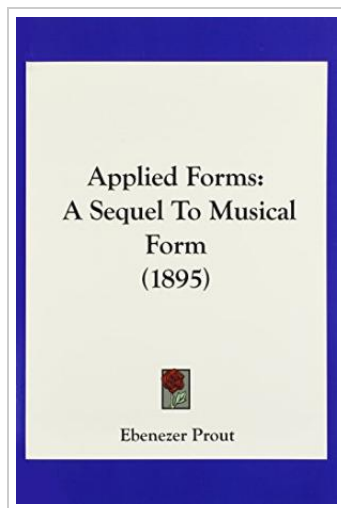 Applied Forms:
A Sequel To Musical
Form
(1895)
Ebenezer Prout